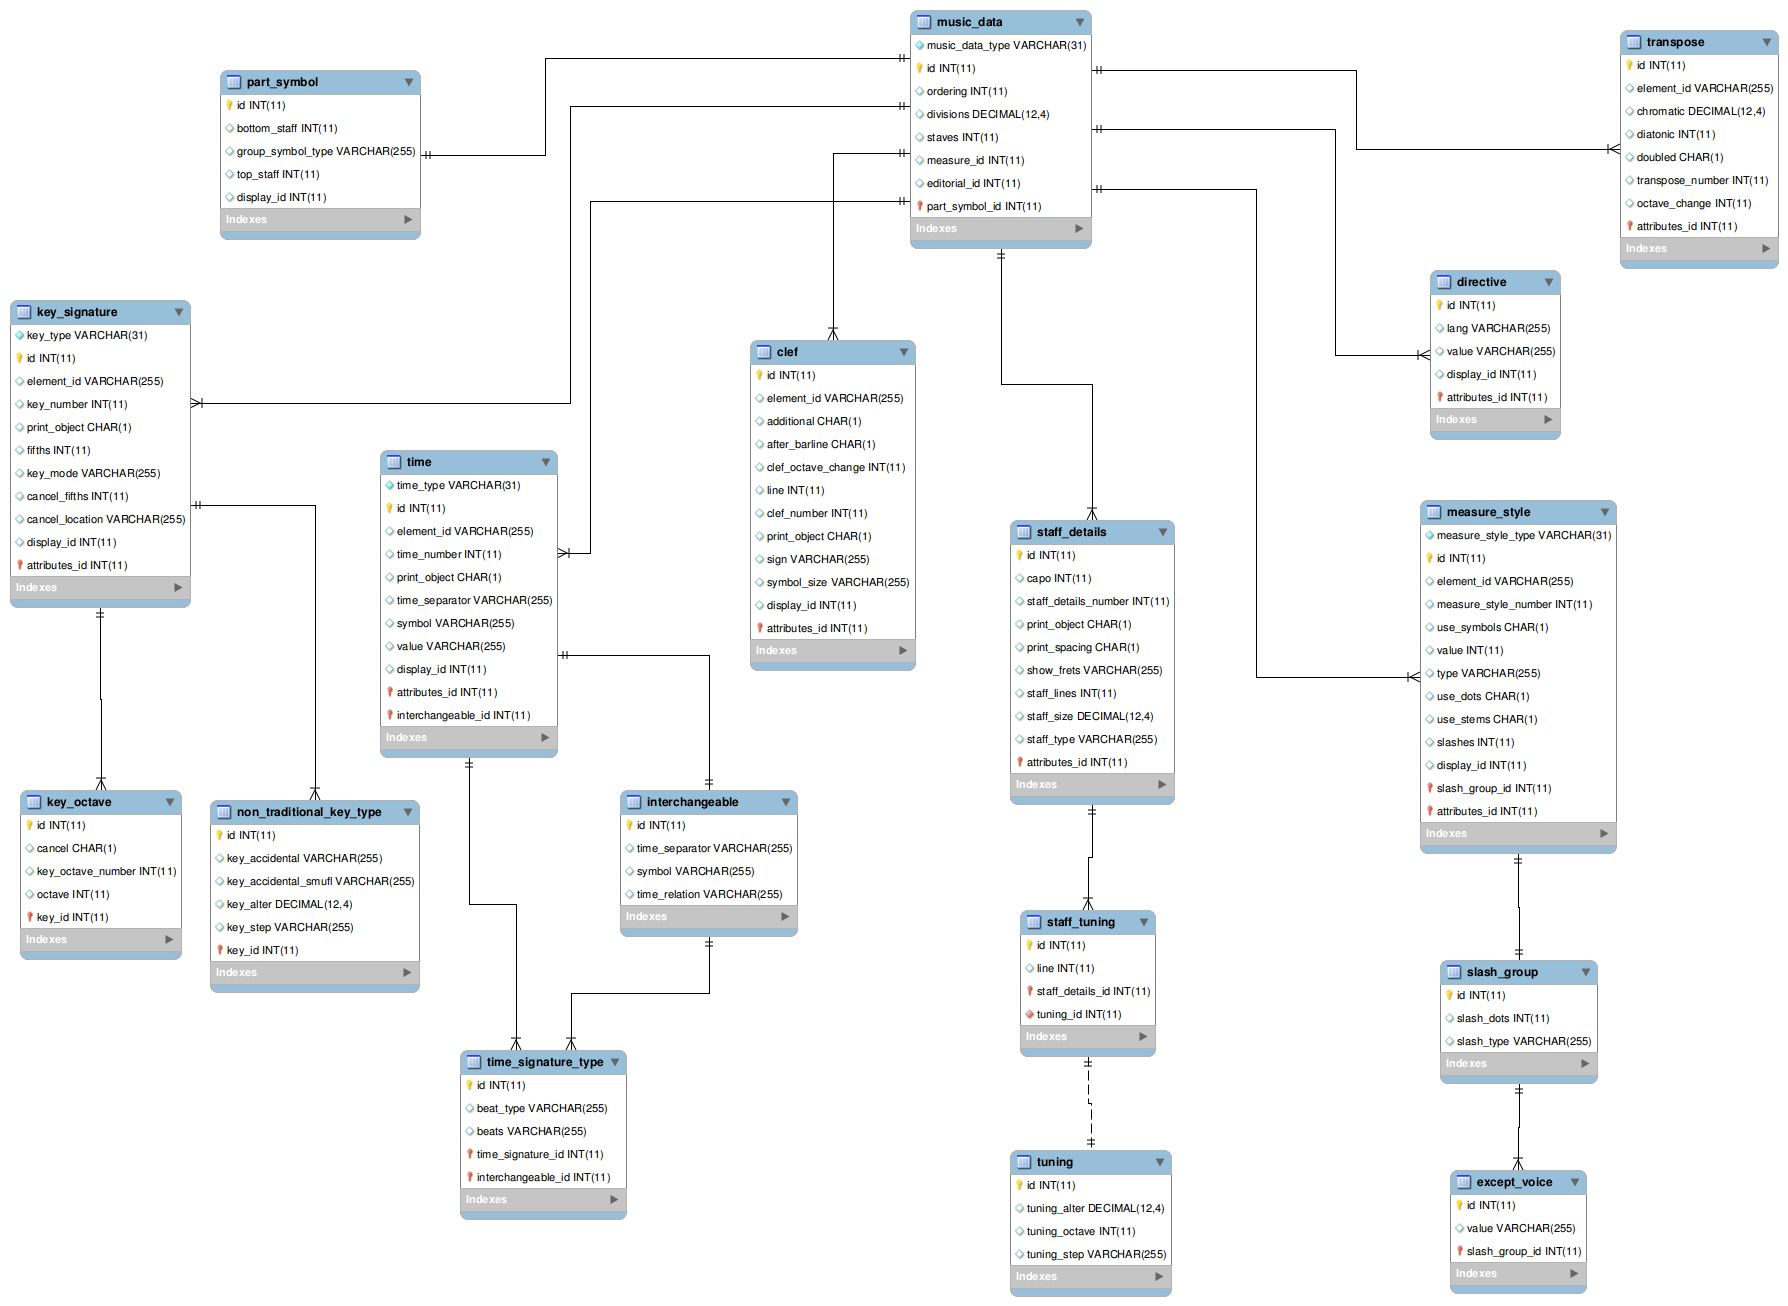 music_data
music_data_type VARCHAR(31)
id INT(11)
ordering INT(11)
divisions DECIMAL(12,4)
staves INT(11)
measure_id INT(11)
editorial_id INT(11)
part_symbol_id INT(11)
Indexes
transpose
id INT(11)
element_id VARCHAR(255)
chromatic DECIMAL(12,4)
diatonic INT(11)
doubled CHAR(1)
transpose_number INT(11)
octave_change INT(11)
attributes_id INT(11)
Indexes
part_symbol
id INT(11)
bottom_staff INT(11)
group_symbol_type VARCHAR(255)
top_staff INT(11)
display_id INT(11)
Indexes
directive
id INT(11)
lang VARCHAR(255)
value VARCHAR(255)
display_id INT(11)
attributes_id INT(11)
Indexes
key_signature
key_type VARCHAR(31)
id INT(11)
element_id VARCHAR(255)
key_number INT(11)
print_object CHAR(1)
fifths INT(11)
key_mode VARCHAR(255)
cancel_fifths INT(11)
cancel_location VARCHAR(255)
display_id INT(11)
attributes_id INT(11)
Indexes
clef
id INT(11)
element_id VARCHAR(255)
additional CHAR(1)
after_barline CHAR(1)
clef_octave_change INT(11)
line INT(11)
clef_number INT(11)
print_object CHAR(1)
sign VARCHAR(255)
symbol_size VARCHAR(255)
display_id INT(11)
attributes_id INT(11)
Indexes
time
time_type VARCHAR(31)
id INT(11)
element_id VARCHAR(255)
time_number INT(11)
print_object CHAR(1)
time_separator VARCHAR(255)
symbol VARCHAR(255)
value VARCHAR(255)
display_id INT(11)
attributes_id INT(11)
interchangeable_id INT(11)
Indexes
staff_details
id INT(11)
capo INT(11)
staff_details_number INT(11)
print_object CHAR(1)
print_spacing CHAR(1)
show_frets VARCHAR(255)
staff_lines INT(11)
staff_size DECIMAL(12,4)
staff_type VARCHAR(255)
attributes_id INT(11)
Indexes
measure_style
measure_style_type VARCHAR(31)
id INT(11)
element_id VARCHAR(255)
measure_style_number INT(11)
use_symbols CHAR(1)
value INT(11)
type VARCHAR(255)
use_dots CHAR(1)
use_stems CHAR(1)
slashes INT(11)
display_id INT(11)
slash_group_id INT(11)
attributes_id INT(11)
Indexes
key_octave
id INT(11)
cancel CHAR(1)
key_octave_number INT(11)
octave INT(11)
key_id INT(11)
Indexes
non_traditional_key_type
id INT(11)
key_accidental VARCHAR(255)
key_accidental_smufl VARCHAR(255)
key_alter DECIMAL(12,4)
key_step VARCHAR(255)
key_id INT(11)
Indexes
interchangeable
id INT(11)
time_separator VARCHAR(255)
symbol VARCHAR(255)
time_relation VARCHAR(255)
Indexes
staff_tuning
id INT(11)
line INT(11)
staff_details_id INT(11)
tuning_id INT(11)
Indexes
slash_group
id INT(11)
slash_dots INT(11)
slash_type VARCHAR(255)
Indexes
time_signature_type
id INT(11)
beat_type VARCHAR(255)
beats VARCHAR(255)
time_signature_id INT(11)
interchangeable_id INT(11)
Indexes
tuning
id INT(11)
tuning_alter DECIMAL(12,4)
tuning_octave INT(11)
tuning_step VARCHAR(255)
Indexes
except_voice
id INT(11)
value VARCHAR(255)
slash_group_id INT(11)
Indexes